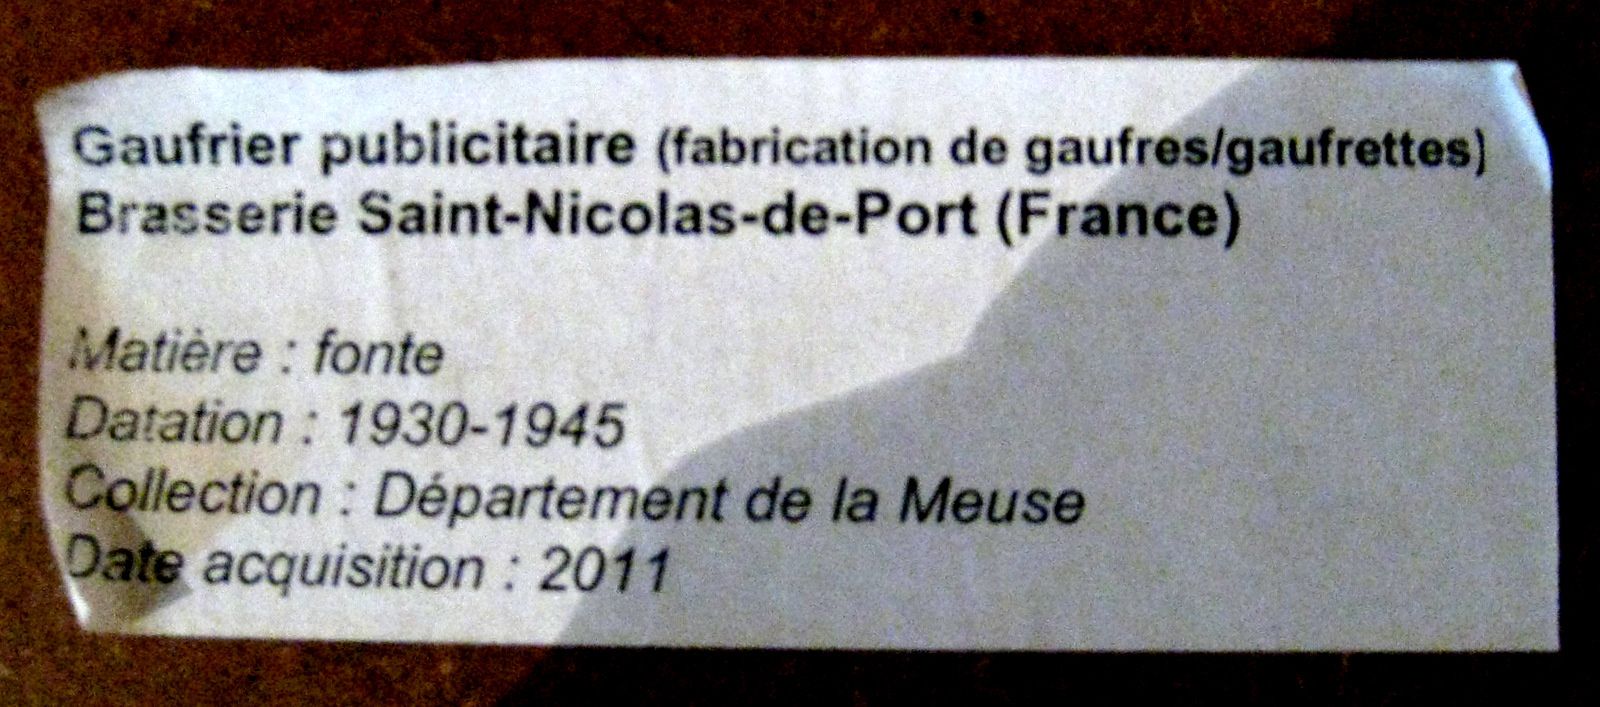 Gaufrier publicitaire (fabrication de gaufres/gaufrettes)
Brasserie Saint-Nicolas-de-Port (France)
Matière : fonte
Datation : 1930-1945
Collection : Département de la Meuse
Date acquisition : 2011